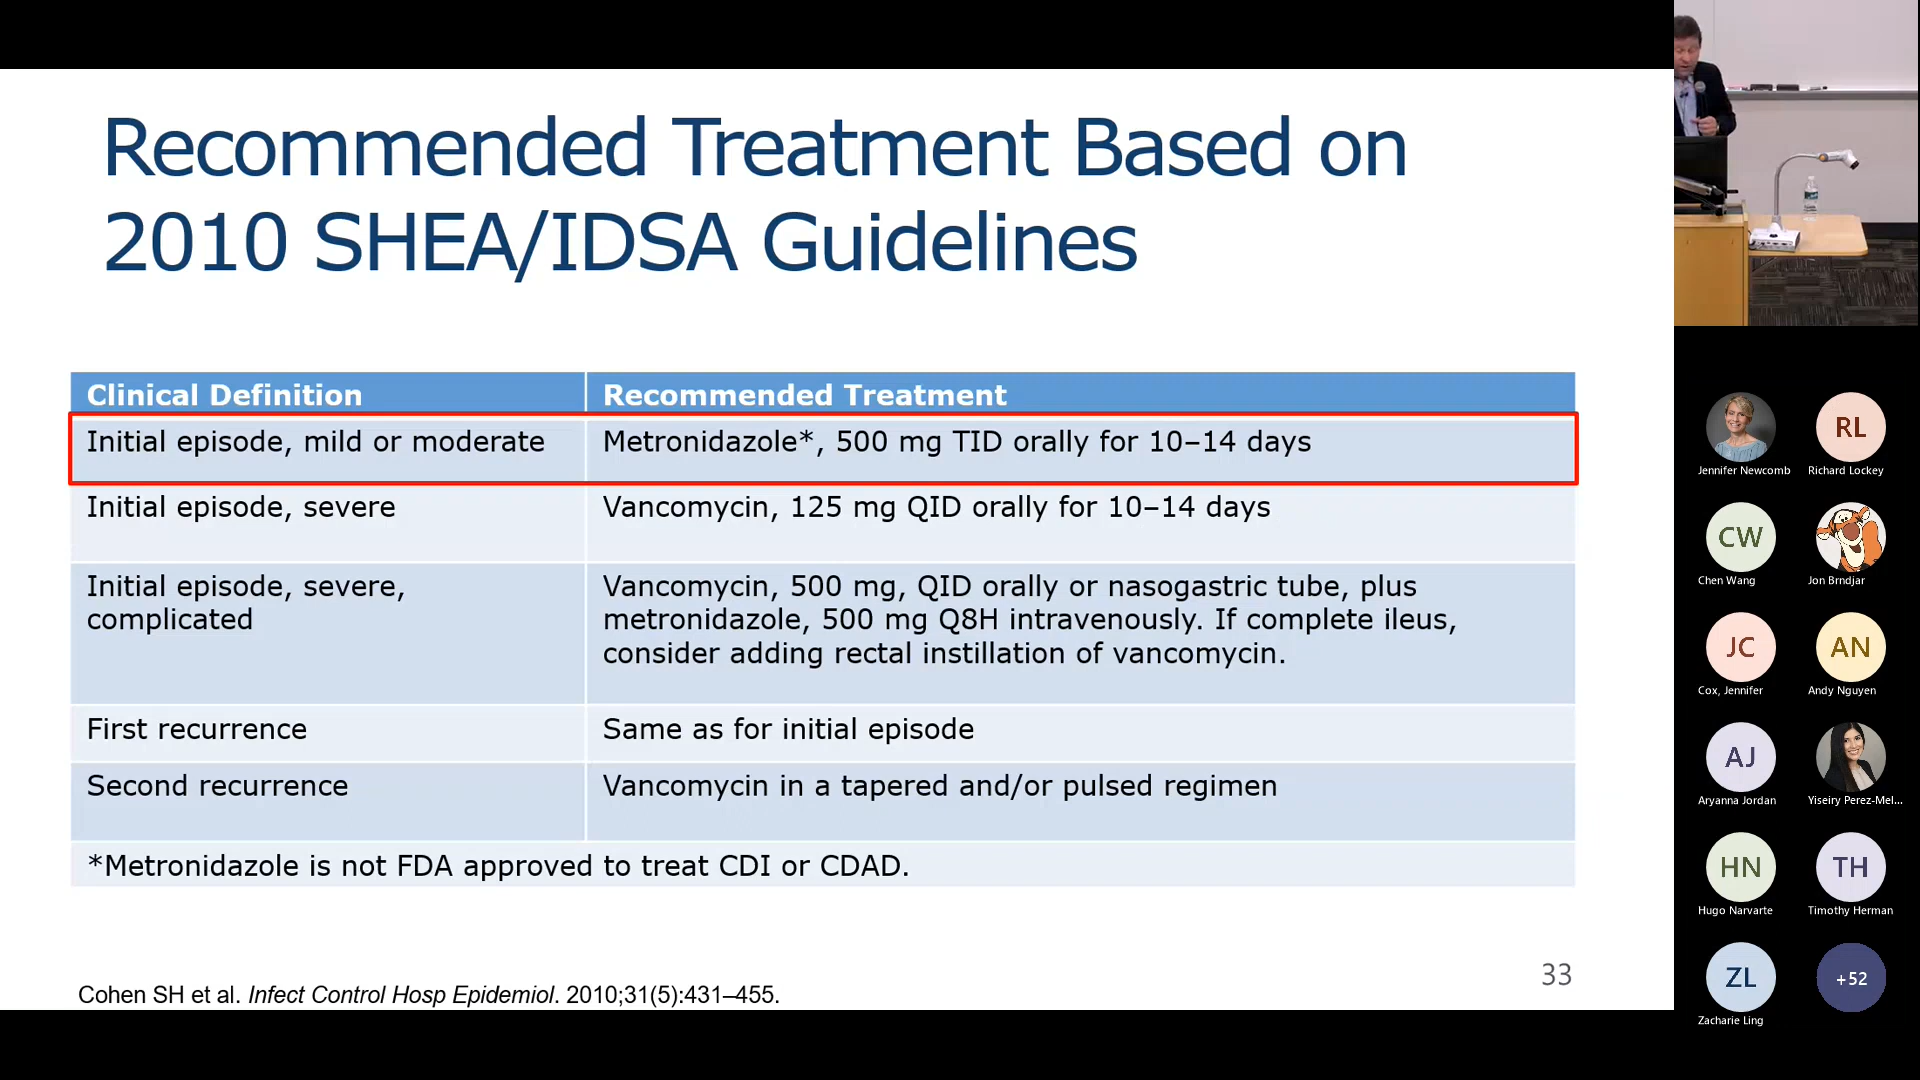 Recommended Treatment Based on
2010 SHEA/IDSA Guidelines
Clinical Definition
Recommended Treatment
Initial episode, mild or moderate
Metronidazole*, 500 mg TID orally for 10–14 days
Initial episode, severe
Vancomycin, 125 mg QID orally for 10–14 days
Initial episode, severe,
complicated
Vancomycin, 500 mg, QID orally or nasogastric tube, plus
metronidazole, 500 mg Q8H intravenously. If complete ileus,
consider adding rectal instillation of vancomycin.
First recurrence
Same as for initial episode
Second recurrence
Vancomycin in a tapered and/or pulsed regimen
*Metronidazole is not FDA approved to treat CDI or CDAD.
33
Cohen SH et al. Infect Control Hosp Epidemiol. 2010;31(5):431–455.
Jennifer Newcomb
RL
Richard Lockey
CW
Chen Wang
Jon Brndjar
JC
Cox, Jennifer
AN
Andy Nguyen
AJ
Aryanna Jordan
Yiseiry Perez-Mel...
HN
Hugo Narvarte
TH
Timothy Herman
ZL
Zacharie Ling
+52